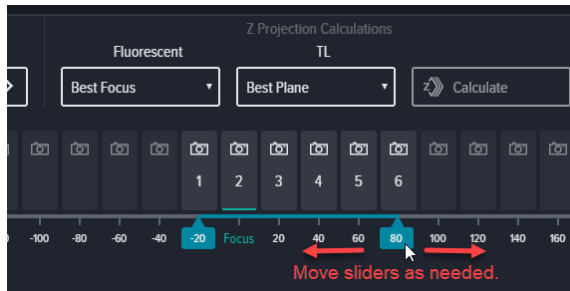 Z Projection Calculations
Fluorescent TL
Best Focus Best Plane Z Calculate
1 2 3 4 5 6
-100 -80 -60 -40 -20 Focus 20 40 60 80 100 120 140 160
Move sliders as needed.